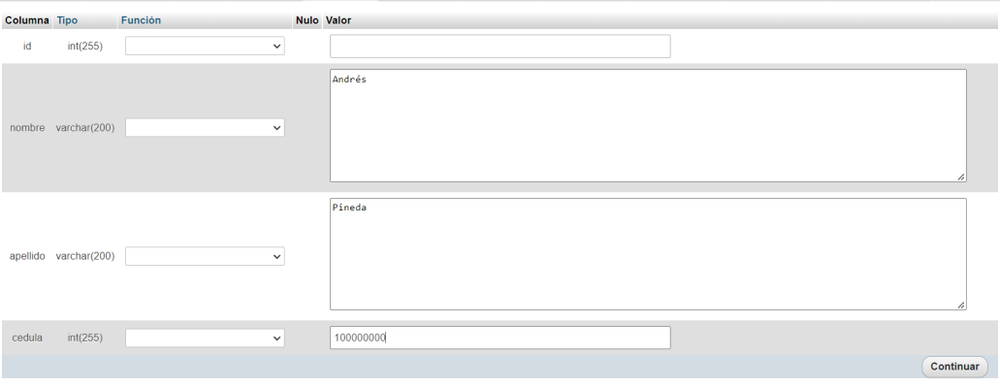 Columna Tipo Función Nulo Valor
id int(255)
nombre varchar(200) Andrés
apellido varchar(200) Pineda
cedula int(255) 100000000
Continuar